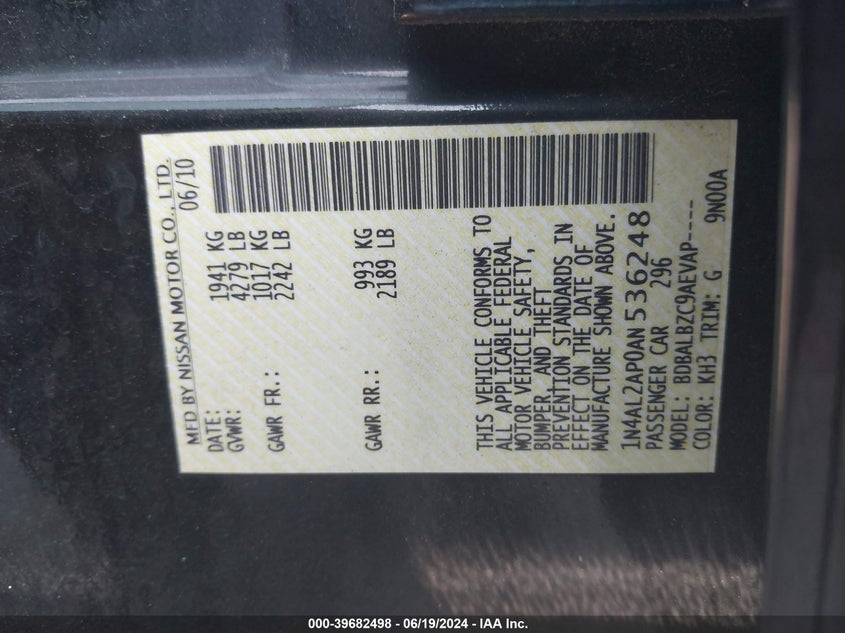 MFD BY NISSAN MOTOR CO., LTD.
DATE: 06/10
GVWR: 1941 KG
4279 LB
GAWR FR.: 1017 KG
2242 LB
GAWR RR.: 993 KG
2189 LB
THIS VEHICLE CONFORMS TO
ALL APPLICABLE FEDERAL
MOTOR VEHICLE SAFETY,
BUMPER, AND THEFT
PREVENTION STANDARDS IN
EFFECT ON THE DATE OF
MANUFACTURE SHOWN ABOVE.
1N4AL2AP0AN536248
PASSENGER CAR 296
MODEL: BDBALBZC9AEVAP----
COLOR: KH3 TRIM: G 9N00A
000-39682498 - 06/19/2024 - IAA Inc.